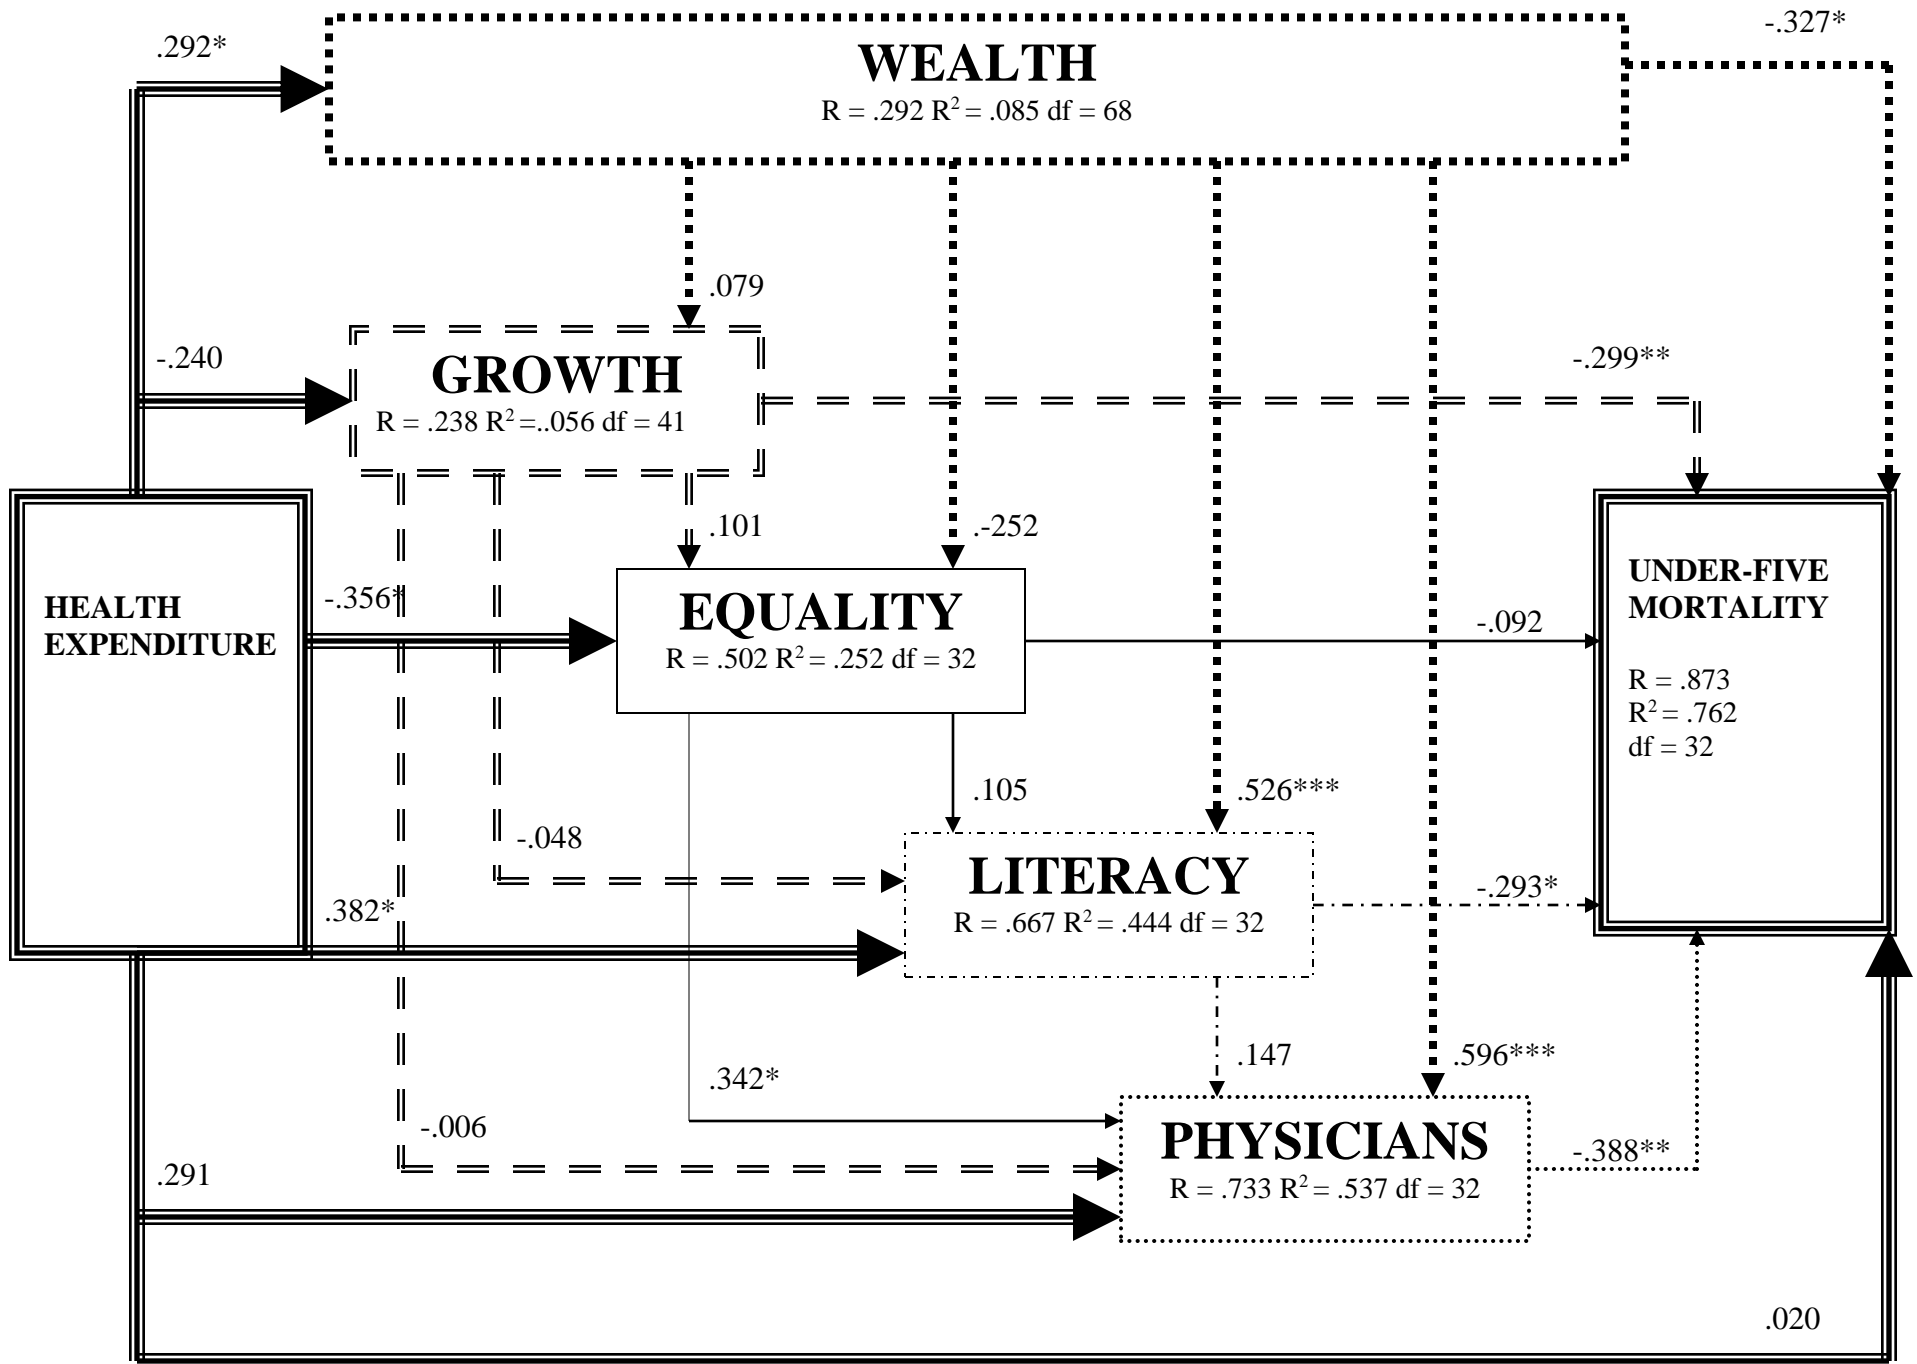 .292*
WEALTH
R = .292 R² = .085 df = 68
-.327*
.079
-.240
GROWTH
R = .238 R² =..056 df = 41
-.299**
.101
.-252
HEALTH
EXPENDITURE
-.356*
EQUALITY
R = .502 R² = .252 df = 32
-.092
UNDER-FIVE
MORTALITY
R = .873
R² = .762
df = 32
.105
.526***
-.048
.382*
LITERACY
R = .667 R² = .444 df = 32
-.293*
.342*
.147
.596***
-.006
.291
PHYSICIANS
R = .733 R² = .537 df = 32
-.388**
.020